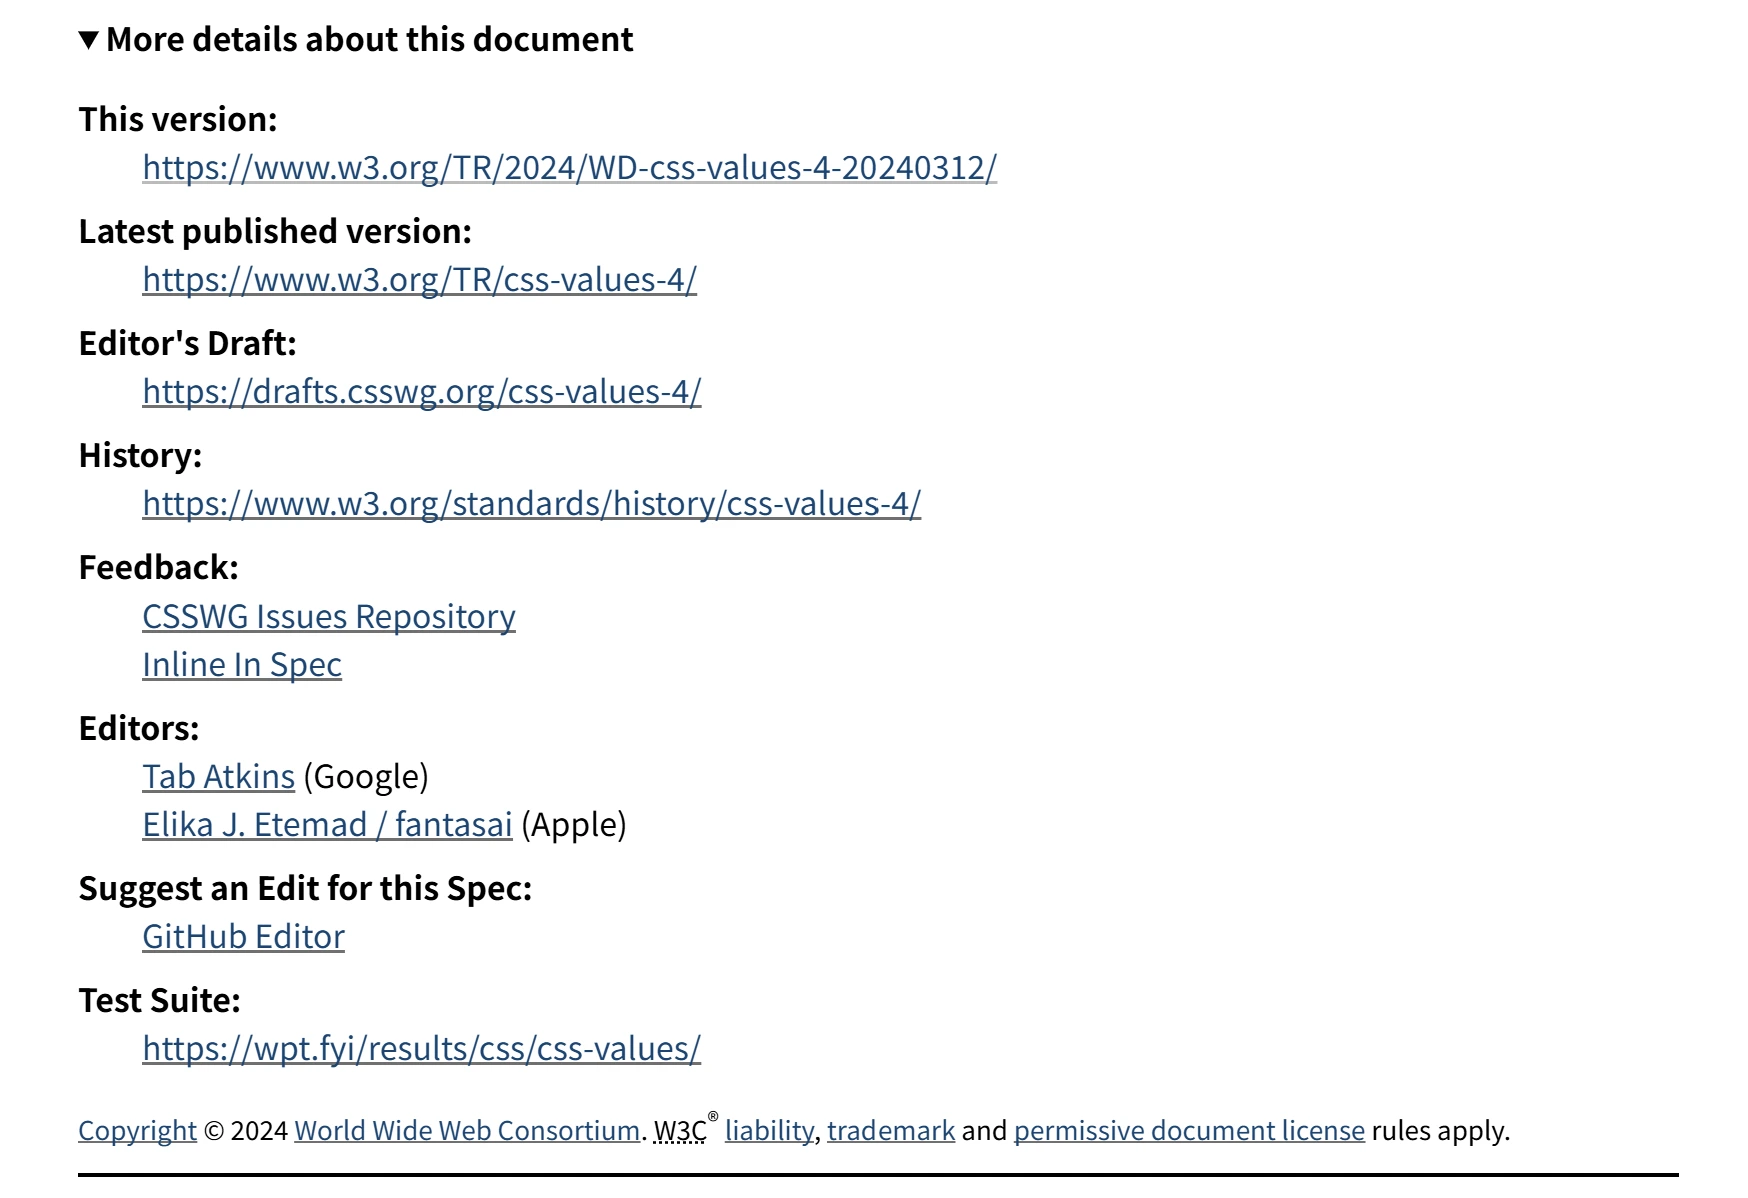 ▼ More details about this document
This version:
https://www.w3.org/TR/2024/WD-css-values-4-20240312/
Latest published version:
https://www.w3.org/TR/css-values-4/
Editor's Draft:
https://drafts.csswg.org/css-values-4/
History:
https://www.w3.org/standards/history/css-values-4/
Feedback:
CSSWG Issues Repository
Inline In Spec
Editors:
Tab Atkins (Google)
Elika J. Etemad / fantasai (Apple)
Suggest an Edit for this Spec:
GitHub Editor
Test Suite:
https://wpt.fyi/results/css/css-values/
Copyright © 2024 World Wide Web Consortium. W3C® liability, trademark and permissive document license rules apply.